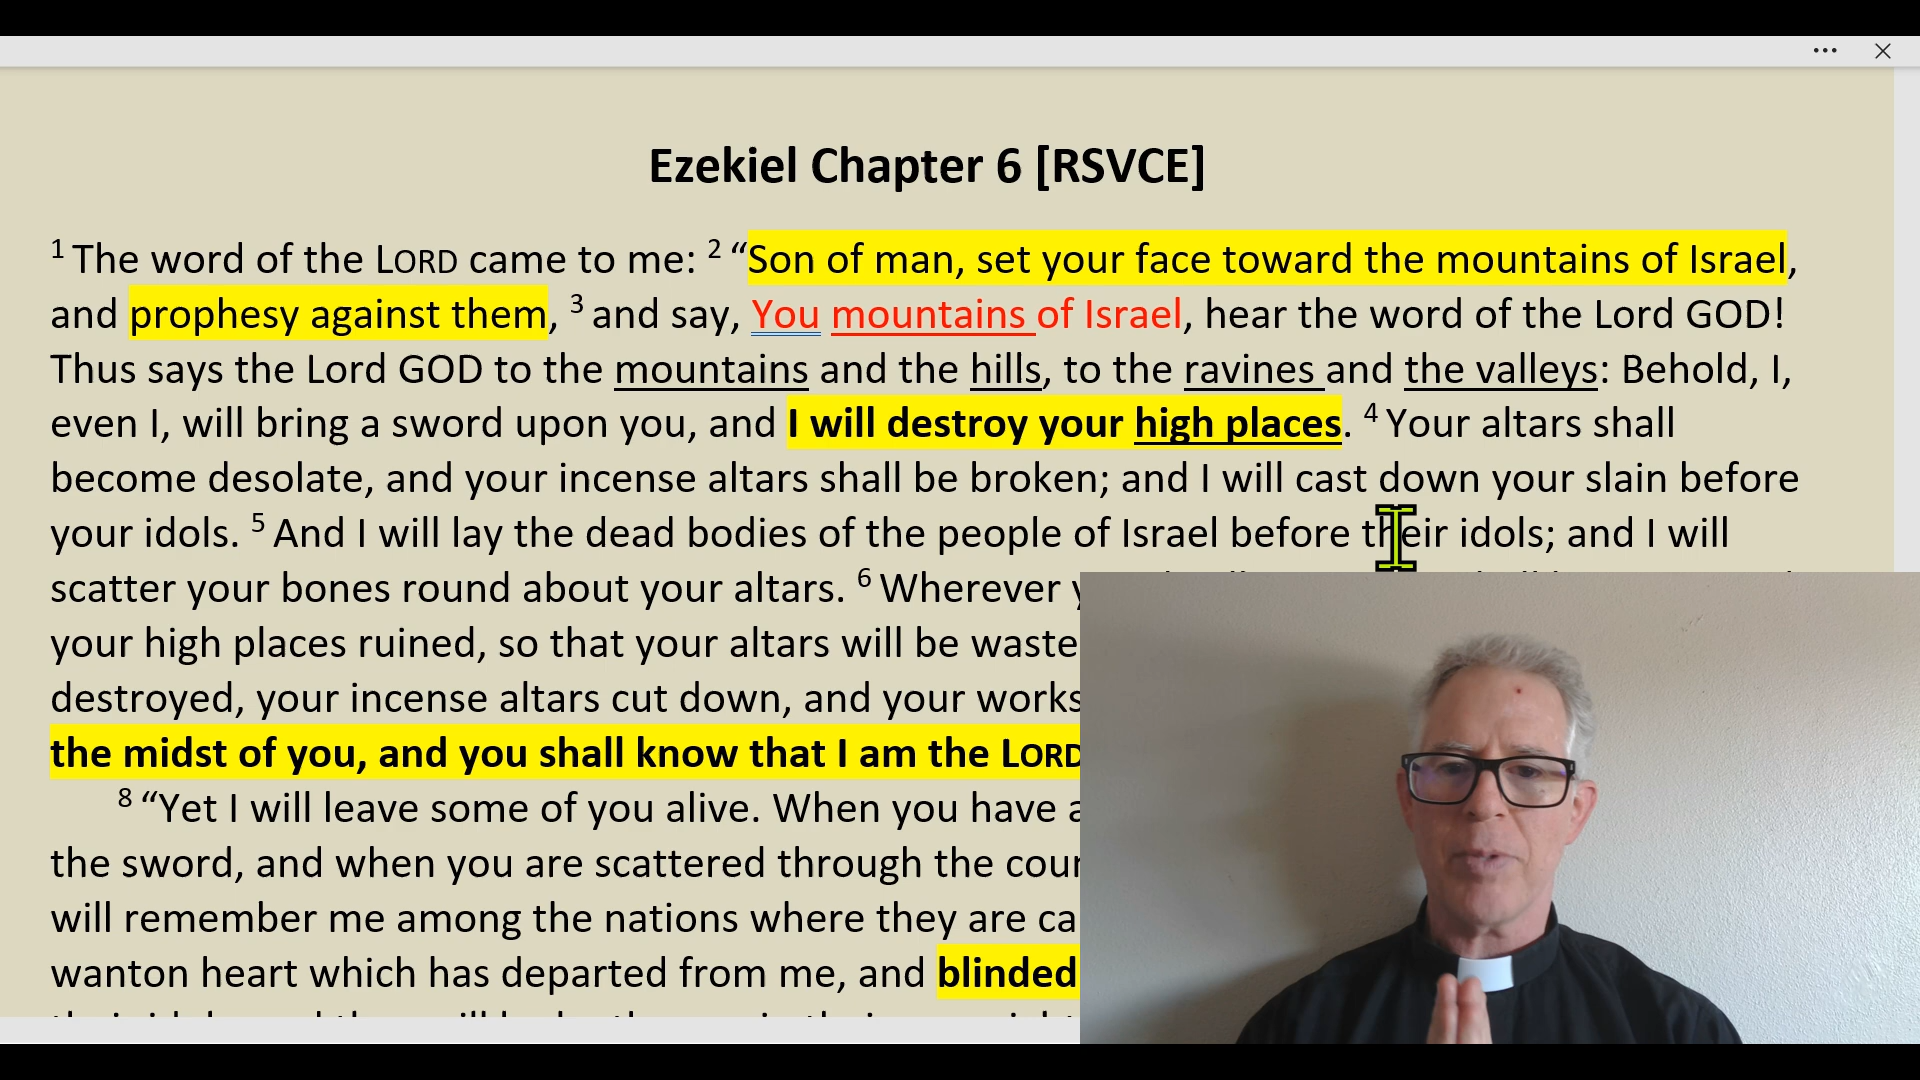 Ezekiel Chapter 6 [RSVCE]
1 The word of the LORD came to me: 2 “Son of man, set your face toward the mountains of Israel,
and prophesy against them, 3 and say, You mountains of Israel, hear the word of the Lord GOD!
Thus says the Lord GOD to the mountains and the hills, to the ravines and the valleys: Behold, I,
even I, will bring a sword upon you, and I will destroy your high places. 4 Your altars shall
become desolate, and your incense altars shall be broken; and I will cast down your slain before
your idols. 5 And I will lay the dead bodies of the people of Israel before their idols; and I will
scatter your bones round about your altars. 6 Wherever
your high places ruined, so that your altars will be waste
destroyed, your incense altars cut down, and your works
the midst of you, and you shall know that I am the LORD
8 “Yet I will leave some of you alive. When you have
the sword, and when you are scattered through the
will remember me among the nations where they are
wanton heart which has departed from me, and blinded